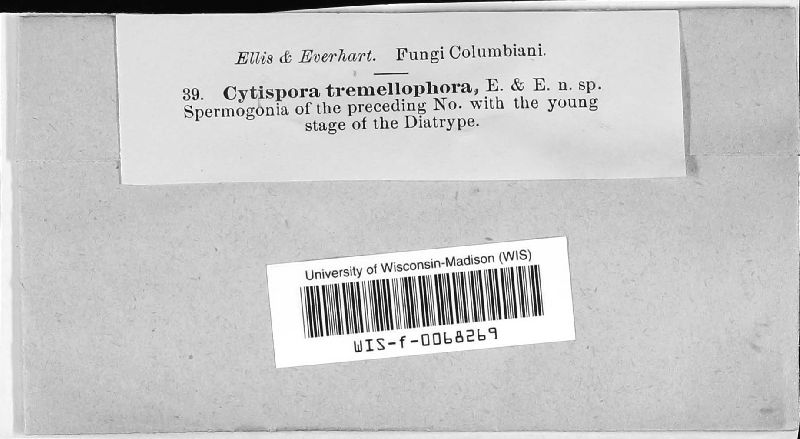 Ellis & Everhart. Fungi Columbiani.
39. Cytispora tremellophora, E. & E. n. sp.
Spermogonia of the preceding No. with the young
stage of the Diatrype.
University of Wisconsin-Madison (WIS)
WIS-f-0068269